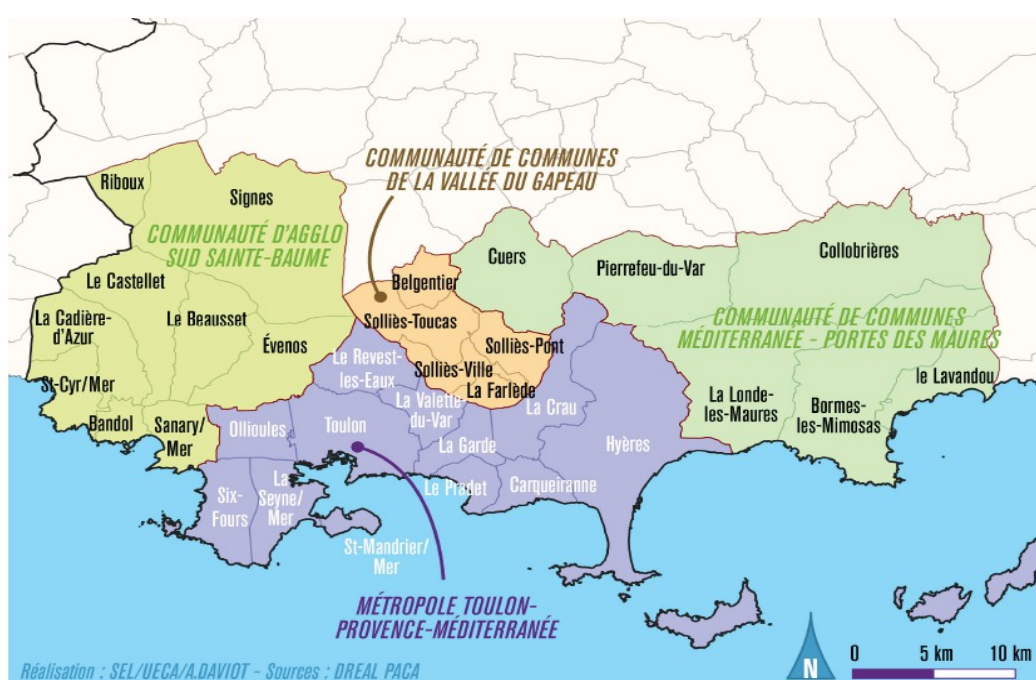 COMMUNAUTÉ DE COMMUNES
DE LA VALLÉE DU GAPEAU
Riboux
Signes
COMMUNAUTÉ D'AGGLO
SUD SAINTE-BAUME
Le Castellet
La Cadière-
d'Azur
Le Beausset
Évenos
St-Cyr/Mer
Bandol
Sanary/
Mer
Belgentier
Solliès-Toucas
Solliès-Pont
Solliès-Ville
La Farlède
Cuers
Pierrefeu-du-Var
Collobrières
COMMUNAUTÉ DE COMMUNES
MÉDITERRANÉE - PORTES DES MAURES
le Lavandou
La Londe-
les-Maures
Bormes-
les-Mimosas
Le Revest-
les-Eaux
La Valette-
du-Var
La Crau
Ollioules
Toulon
La Garde
Hyères
Six-
Fours
La
Seyne/
Mer
Le Pradet
Carqueiranne
St-Mandrier/
Mer
MÉTROPOLE TOULON-
PROVENCE-MÉDITERRANÉE
N
0 5 km 10 km
Réalisation : SEL/UECA/A.DAVIOT – Sources : DREAL PACA